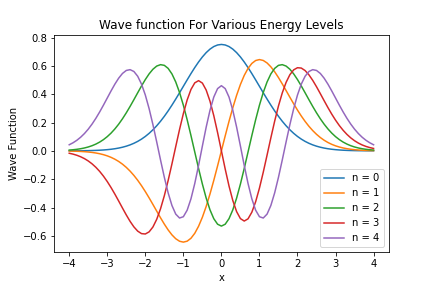 Wave function For Various Energy Levels
Wave Function
0.8
0.6
0.4
0.2
0.0
−0.2
−0.4
−0.6
n = 0
n = 1
n = 2
n = 3
n = 4
−4 −3 −2 −1 0 1 2 3 4
x